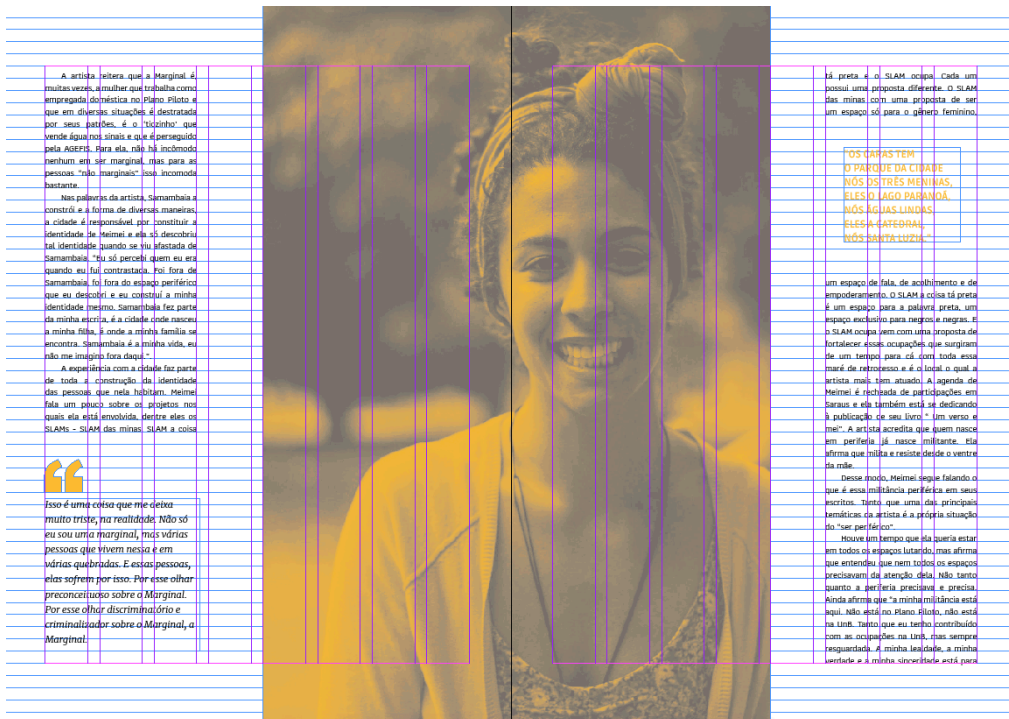 A artista reitera que a Marginal é,
muitas vezes, a mulher que trabalha como
empregada doméstica no Plano Piloto e
que em diversas situações é destratada
por seus patrões, é o 'tiozinho' que
vende água nos sinais e que é perseguido
pela AGEFIS. Para ela, não há incômodo
nenhum em ser marginal, mas para as
pessoas "não marginais" isso incomoda
bastante.
Nas palavras da artista, Samambaia a
constrói e a forma de diversas maneiras,
a cidade é responsável por constituir a
identidade de Meimei e ela só descobriu
tal identidade quando se viu afastada de
Samambaia. "Eu só percebi quem eu era
quando eu fui contrastada. Foi fora de
Samambaia, foi fora do espaço periférico
que eu descobri e eu construí a minha
identidade mesmo. Samambaia fez parte
da minha escrita, é a cidade onde nasceu
a minha filha, é onde a minha família se
encontra. Samambaia é a minha vida, eu
não me imagino fora daqui.".
A experiência com a cidade faz parte
de toda a construção da identidade
das pessoas que nela habitam. Meimei
fala um pouco sobre os projetos nos
quais ela está envolvida, dentre eles os
SLAMs - SLAM das minas, SLAM a coisa
“
Isso é uma coisa que me deixa
muito triste, na realidade. Não só
eu sou uma marginal, mas várias
pessoas que vivem nessa e em
várias quebradas. E essas pessoas,
elas sofrem por isso. Por esse olhar
preconceituoso sobre o Marginal.
Por esse olhar discriminatório e
criminalizador sobre o Marginal, a
Marginal.
tá preta e o SLAM ocupa. Cada um
possui uma proposta diferente. O SLAM
das minas com uma proposta de ser
um espaço só para o gênero feminino,
"OS CARAS TEM
O PARQUE DA CIDADE
NÓS OS TRÊS MENINAS,
ELES O LAGO PARANOÁ.
NÓS ÁGUAS LINDAS,
ELES A CATEDRAL,
NÓS SANTA LUZIA."
um espaço de fala, de acolhimento e de
empoderamento. O SLAM a coisa tá preta
é um espaço para a palavra preta, um
espaço exclusivo para negros e negras. E
o SLAM ocupa vem com uma proposta de
fortalecer essas ocupações que surgiram
de um tempo para cá com toda essa
maré de retrocesso e é o local o qual a
artista mais tem atuado. A agenda de
Meimei é recheada de participações em
Saraus e ela também está se dedicando
à publicação de seu livro " Um verso e
mei". A artista acredita que quem nasce
em periferia já nasce militante. Ela
afirma que milita e resiste desde o ventre
da mãe.
Desse modo, Meimei segue falando o
que é essa militância periférica em seus
escritos. Tanto que uma das principais
temáticas da artista é a própria situação
do "ser periférico".
Houve um tempo que ela queria estar
em todos os espaços lutando, mas afirma
que entendeu que nem todos os espaços
precisavam da atenção dela. Não tanto
quanto a periferia precisava e precisa.
Ainda afirma que "a minha militância está
aqui. Não está no Plano Piloto, não está
na UnB. Tanto que eu tenho contribuído
com as ocupações na UnB, mas sempre
resguardada. A minha lealdade, a minha
verdade e a minha sinceridade está para